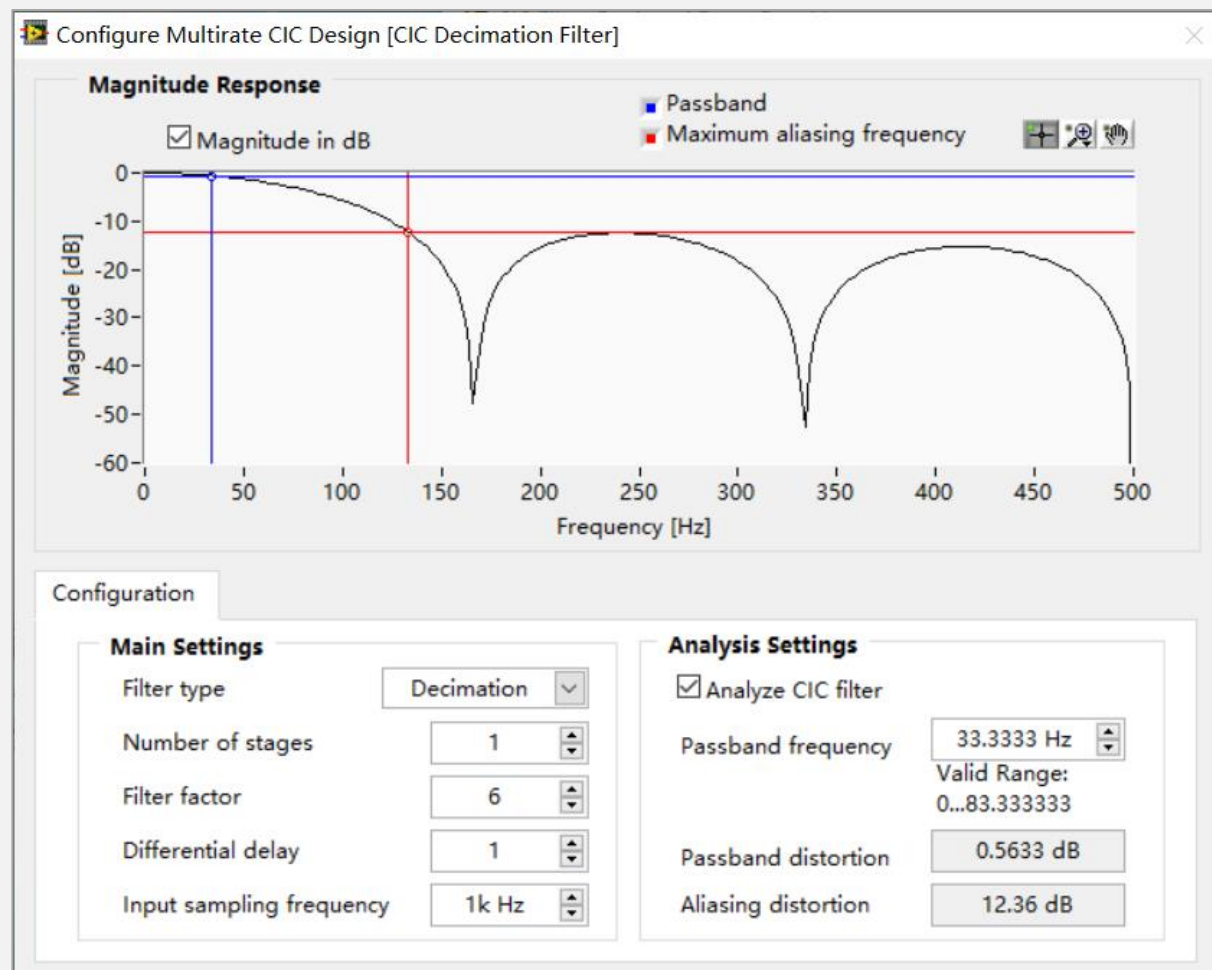 Configure Multirate CIC Design [CIC Decimation Filter]
Magnitude Response
Passband
Magnitude in dB
Maximum aliasing frequency
0
-10
-20
-30
-40
-50
-60
Magnitude [dB]
0 50 100 150 200 250 300 350 400 450 500
Frequency [Hz]
Configuration
Main Settings
Filter type Decimation
Number of stages 1
Filter factor 6
Differential delay 1
Input sampling frequency 1k Hz
Analysis Settings
Analyze CIC filter
Passband frequency 33.3333 Hz
Valid Range:
0...83.333333
Passband distortion 0.5633 dB
Aliasing distortion 12.36 dB